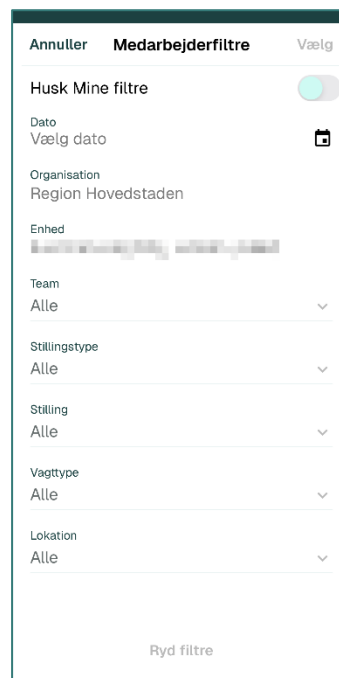 Annuller Medarbejderfiltre Vælg
Husk Mine filtre
Dato
Vælg dato
Organisation
Region Hovedstaden
Enhed
Team
Alle
Stillingstype
Alle
Stilling
Alle
Vagttype
Alle
Lokation
Alle
Ryd filtre